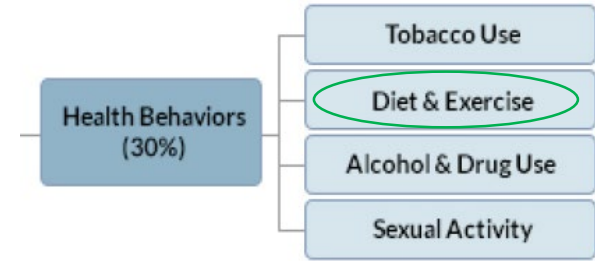 Health Behaviors
(30%)
Tobacco Use
Diet & Exercise
Alcohol & Drug Use
Sexual Activity